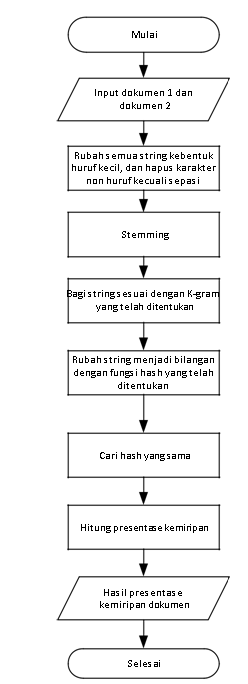 Mulai
Input dokumen 1 dan
dokumen 2
Rubah semua string kebentuk
huruf kecil, dan hapus karakter
non huruf kecuali sepasi
Stemming
Bagi string sesuai dengan K-gram
yang telah ditentukan
Rubah string menjadi bilangan
dengan fungsi hash yang telah
ditentukan
Cari hash yang sama
Hitung presentase kemiripan
Hasil presentase
kemiripan dokumen
Selesai